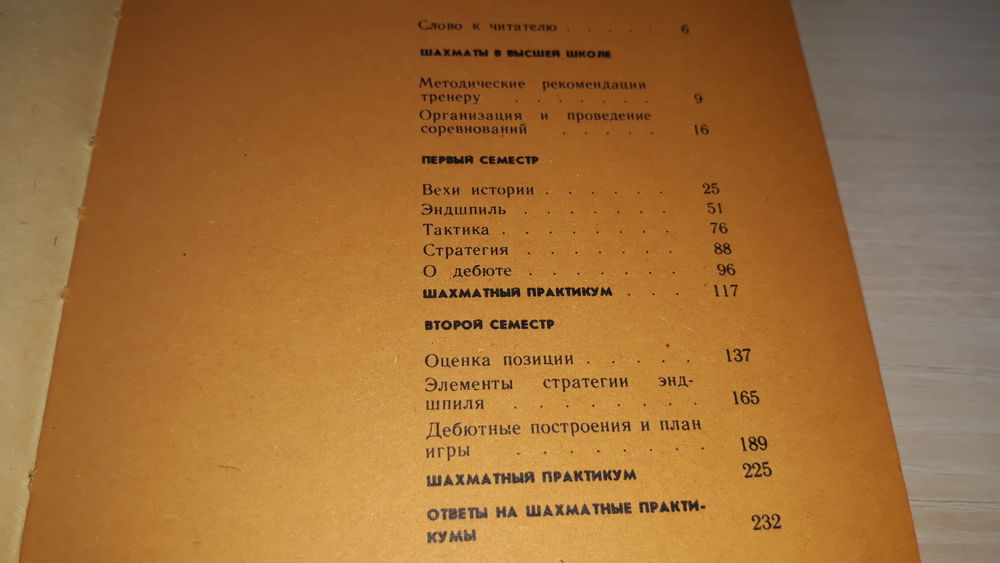 Слово к читателю . . . . . 6
ШАХМАТЫ В ВЫСШЕЙ ШКОЛЕ
Методические рекомендации
тренеру . . . . . . . 9
Организация и проведение
соревнований . . . . . 16
ПЕРВЫЙ СЕМЕСТР
Вехи истории . . . . . . 25
Эндшпиль . . . . . . . 51
Тактика . . . . . . . . 76
Стратегия . . . . . . . 88
О дебюте . . . . . . . 96
ШАХМАТНЫЙ ПРАКТИКУМ . . . 117
ВТОРОЙ СЕМЕСТР
Оценка позиции . . . . . 137
Элементы стратегии энд-
шпиля . . . . . . . . 165
Дебютные построения и план
игры . . . . . . . . 189
ШАХМАТНЫЙ ПРАКТИКУМ 225
ОТВЕТЫ НА ШАХМАТНЫЕ ПРАКТИ-
КУМЫ 232